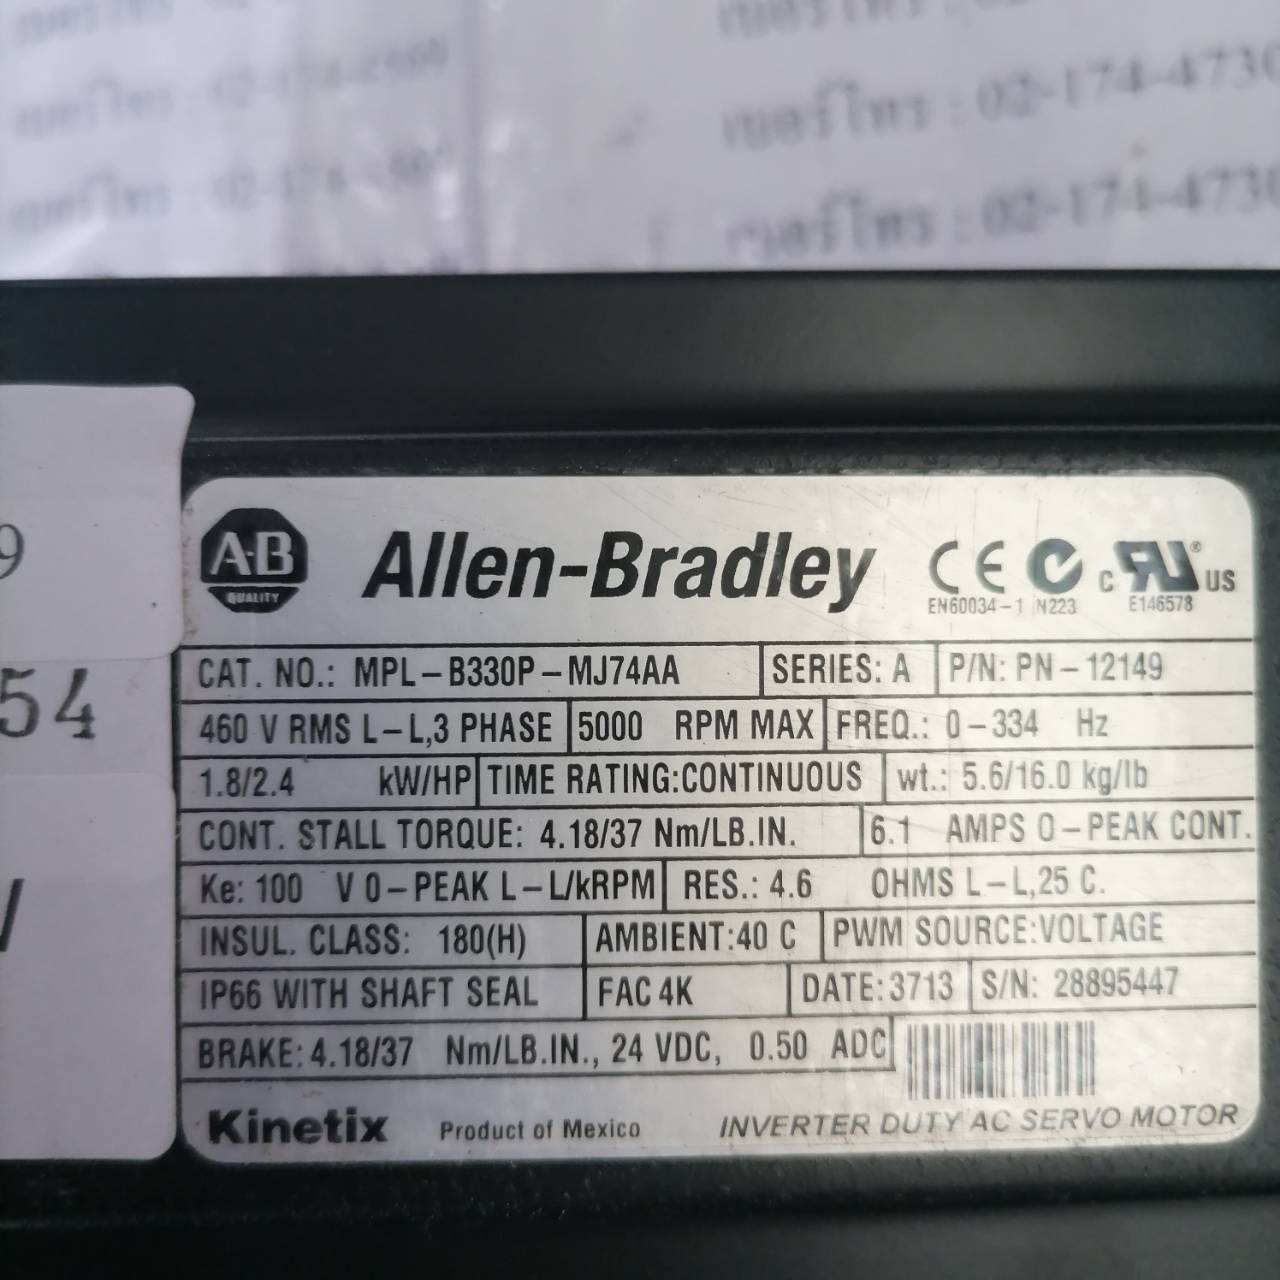 เบอร์โทร : 02-174-4730
เบอร์โทร : 02-174-4730
9
54
A-B
QUALITY
Allen-Bradley
CE
EN60034-1
N223
c RU ® US
E146578
CAT. NO.: MPL-B330P-MJ74AA SERIES: A P/N: PN-12149
460 V RMS L-L,3 PHASE 5000 RPM MAX FREQ.: 0-334 Hz
1.8/2.4 kW/HP TIME RATING:CONTINUOUS wt.: 5.6/16.0 kg/lb
CONT. STALL TORQUE: 4.18/37 Nm/LB.IN. 6.1 AMPS 0-PEAK CONT.
Ke: 100 V 0-PEAK L-L/kRPM RES.: 4.6 OHMS L-L,25 C.
INSUL. CLASS: 180(H) AMBIENT:40 C PWM SOURCE:VOLTAGE
IP66 WITH SHAFT SEAL FAC 4K DATE:3713 S/N: 28895447
BRAKE:4.18/37 Nm/LB.IN., 24 VDC, 0.50 ADC
Kinetix Product of Mexico INVERTER DUTY AC SERVO MOTOR